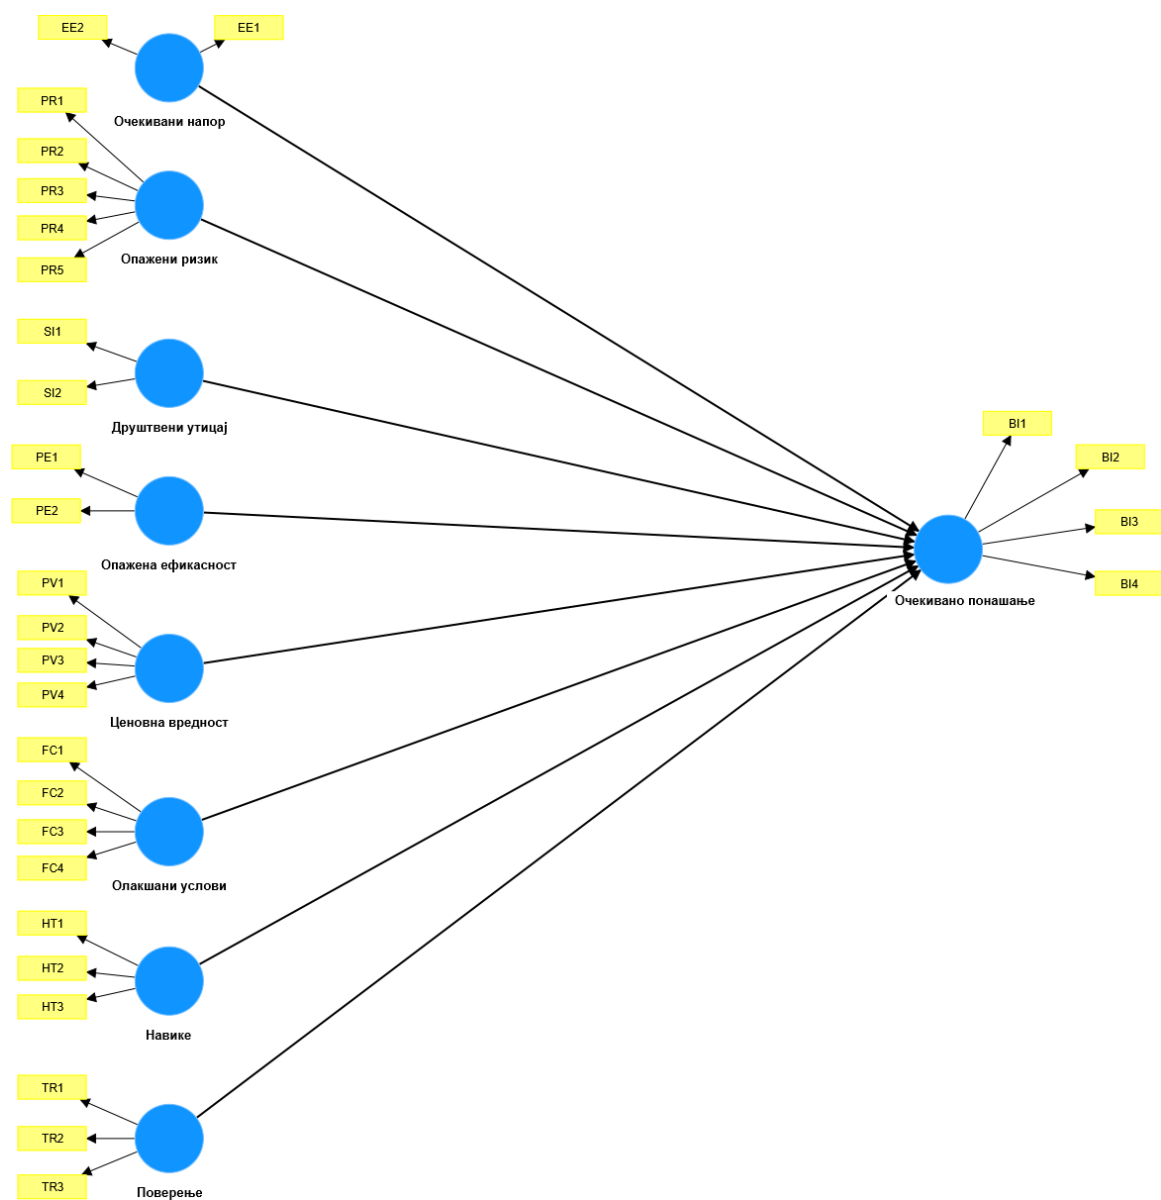 EE2
EE1
Очекивани напор
PR1
PR2
PR3
PR4
PR5
Опажени ризик
SI1
SI2
Друштвени утицај
PE1
PE2
Опажена ефикасност
PV1
PV2
PV3
PV4
Ценовна вредност
FC1
FC2
FC3
FC4
Олакшани услови
HT1
HT2
HT3
Навике
TR1
TR2
TR3
Поверење
BI1
BI2
BI3
BI4
Очекивано понашање